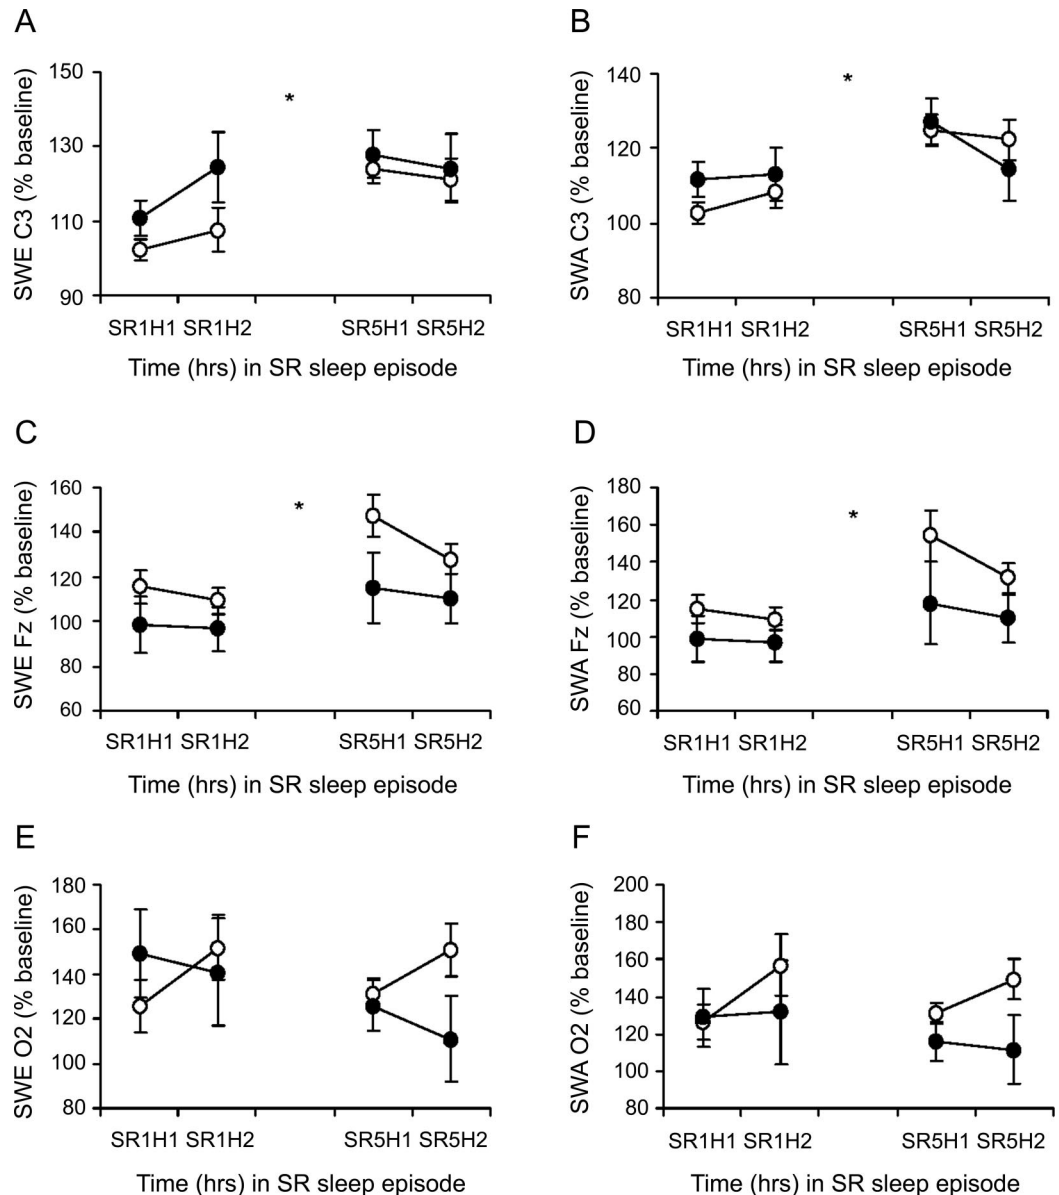 A
SWE C3 (% baseline)
150
130
110
90
*
SR1H1 SR1H2 SR5H1 SR5H2
Time (hrs) in SR sleep episode
B
SWA C3 (% baseline)
140
120
100
80
*
SR1H1 SR1H2 SR5H1 SR5H2
Time (hrs) in SR sleep episode
C
SWE Fz (% baseline)
160
140
120
100
80
60
*
SR1H1 SR1H2 SR5H1 SR5H2
Time (hrs) in SR sleep episode
D
SWA Fz (% baseline)
180
160
140
120
100
80
60
*
SR1H1 SR1H2 SR5H1 SR5H2
Time (hrs) in SR sleep episode
E
SWE O2 (% baseline)
180
160
140
120
100
80
SR1H1 SR1H2 SR5H1 SR5H2
Time (hrs) in SR sleep episode
F
SWA O2 (% baseline)
200
180
160
140
120
100
80
SR1H1 SR1H2 SR5H1 SR5H2
Time (hrs) in SR sleep episode